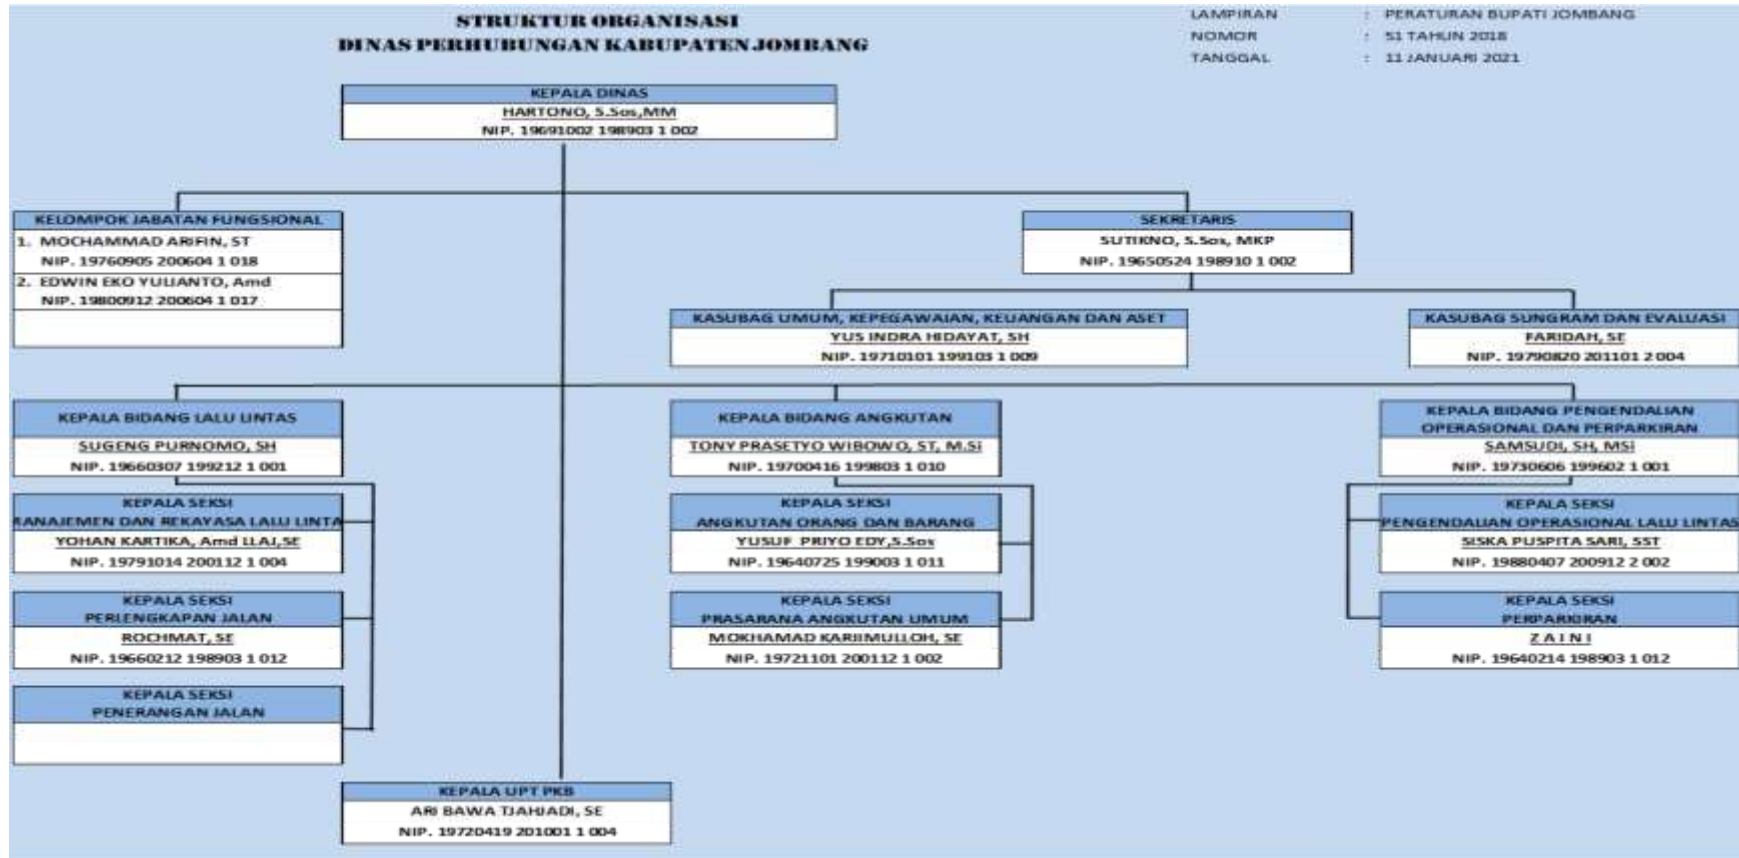 STRUKTUR ORGANISASI
DINAS PERHUBUNGAN KABUPATEN JOMBANG
LAMPIRAN : PERATURAN BUPATI JOMBANG
NOMOR : 51 TAHUN 2018
TANGGAL : 11 JANUARI 2021
KEPALA DINAS
HARTONO, S.Sos,MM
NIP. 19691002 198903 1 002
KELOMPOK JABATAN FUNGSIONAL
1. MOCHAMMAD ARIFIN, ST
NIP. 19760905 200604 1 018
2. EDWIN EKO YULIANTO, Amd
NIP. 19800912 200604 1 017
SEKRETARIS
SUTIKNO, S.Sos, MKP
NIP. 19650524 198910 1 002
KASUBAG UMUM, KEPEGAWAIAN, KEUANGAN DAN ASET
YUS INDRA HIDAYAT, SH
NIP. 19710101 199103 1 009
KASUBAG SUNGRAM DAN EVALUASI
FARIDAH, SE
NIP. 19790820 201101 2 004
KEPALA BIDANG LALU LINTAS
SUGENG PURNOMO, SH
NIP. 19660307 199212 1 001
KEPALA SEKSI
MANAJEMEN DAN REKAYASA LALU LINTA
YOHAN KARTIKA, Amd LLAJ,SE
NIP. 19791014 200112 1 004
KEPALA SEKSI
PERLENGKAPAN JALAN
ROCHMAT, SE
NIP. 19660212 198903 1 012
KEPALA SEKSI
PENERANGAN JALAN
KEPALA BIDANG ANGKUTAN
TONY PRASETYO WIBOWO, ST, M.Si
NIP. 19700416 199803 1 010
KEPALA SEKSI
ANGKUTAN ORANG DAN BARANG
YUSUF PRIYO EDY,S.Sos
NIP. 19640725 199003 1 011
KEPALA SEKSI
PRASARANA ANGKUTAN UMUM
MOKHAMAD KARIIMULLOH, SE
NIP. 19721101 200112 1 002
KEPALA BIDANG PENGENDALIAN
OPERASIONAL DAN PERPARKIRAN
SAMSUDI, SH, MSi
NIP. 19730606 199602 1 001
KEPALA SEKSI
PENGENDALIAN OPERASIONAL LALU LINTAS
SISKA PUSPITA SARI, SST
NIP. 19880407 200912 2 002
KEPALA SEKSI
PERPARKIRAN
Z A I N I
NIP. 19640214 198903 1 012
KEPALA UPT PKB
ARI BAWA TJAHJADI, SE
NIP. 19720419 201001 1 004